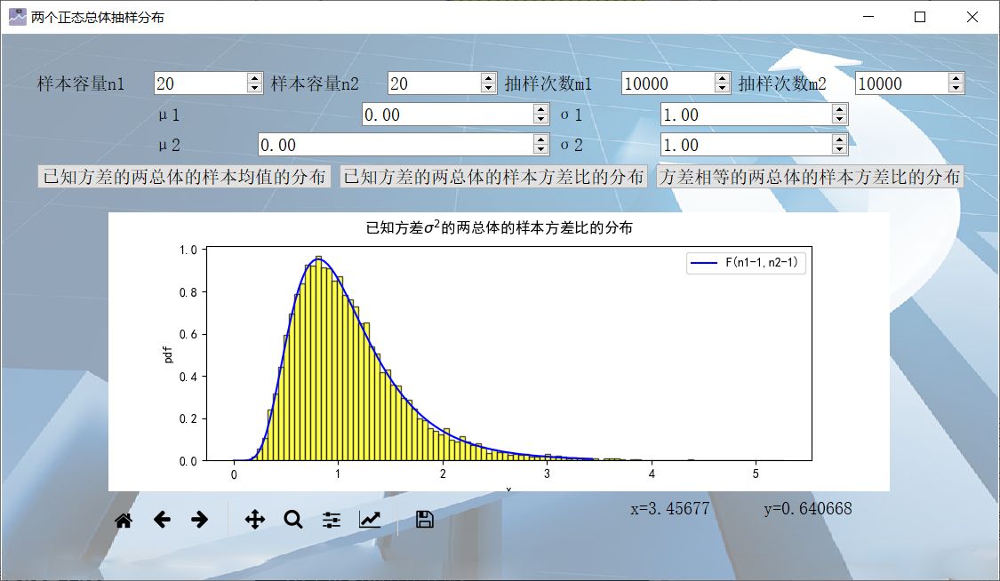 两个正态总体抽样分布
样本容量n1 20 样本容量n2 20 抽样次数m1 10000 抽样次数m2 10000
μ1 0.00 σ1 1.00
μ2 0.00 σ2 1.00
已知方差的两总体的样本均值的分布 已知方差的两总体的样本方差比的分布 方差相等的两总体的样本方差比的分布
已知方差σ²的两总体的样本方差比的分布
F(n1-1,n2-1)
1.0
0.8
0.6
0.4
0.2
0.0
pdf
0 1 2 3 4 5
x
x=3.45677 y=0.640668